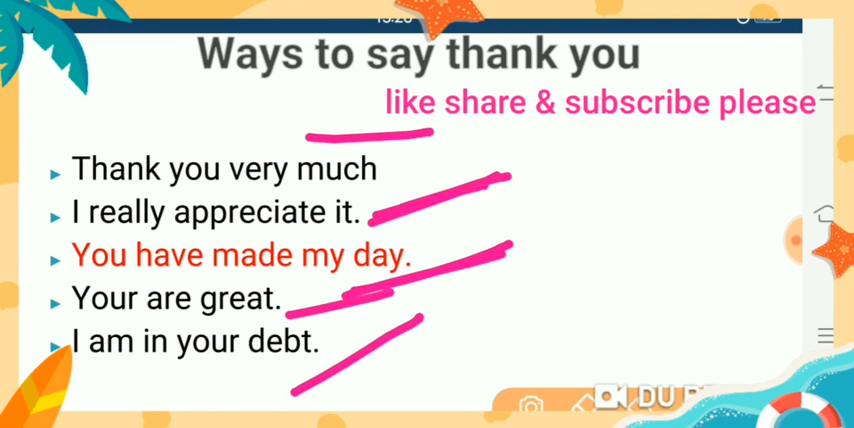 Ways to say thank you
like share & subscribe please
Thank you very much
I really appreciate it.
You have made my day.
Your are great.
I am in your debt.
DU